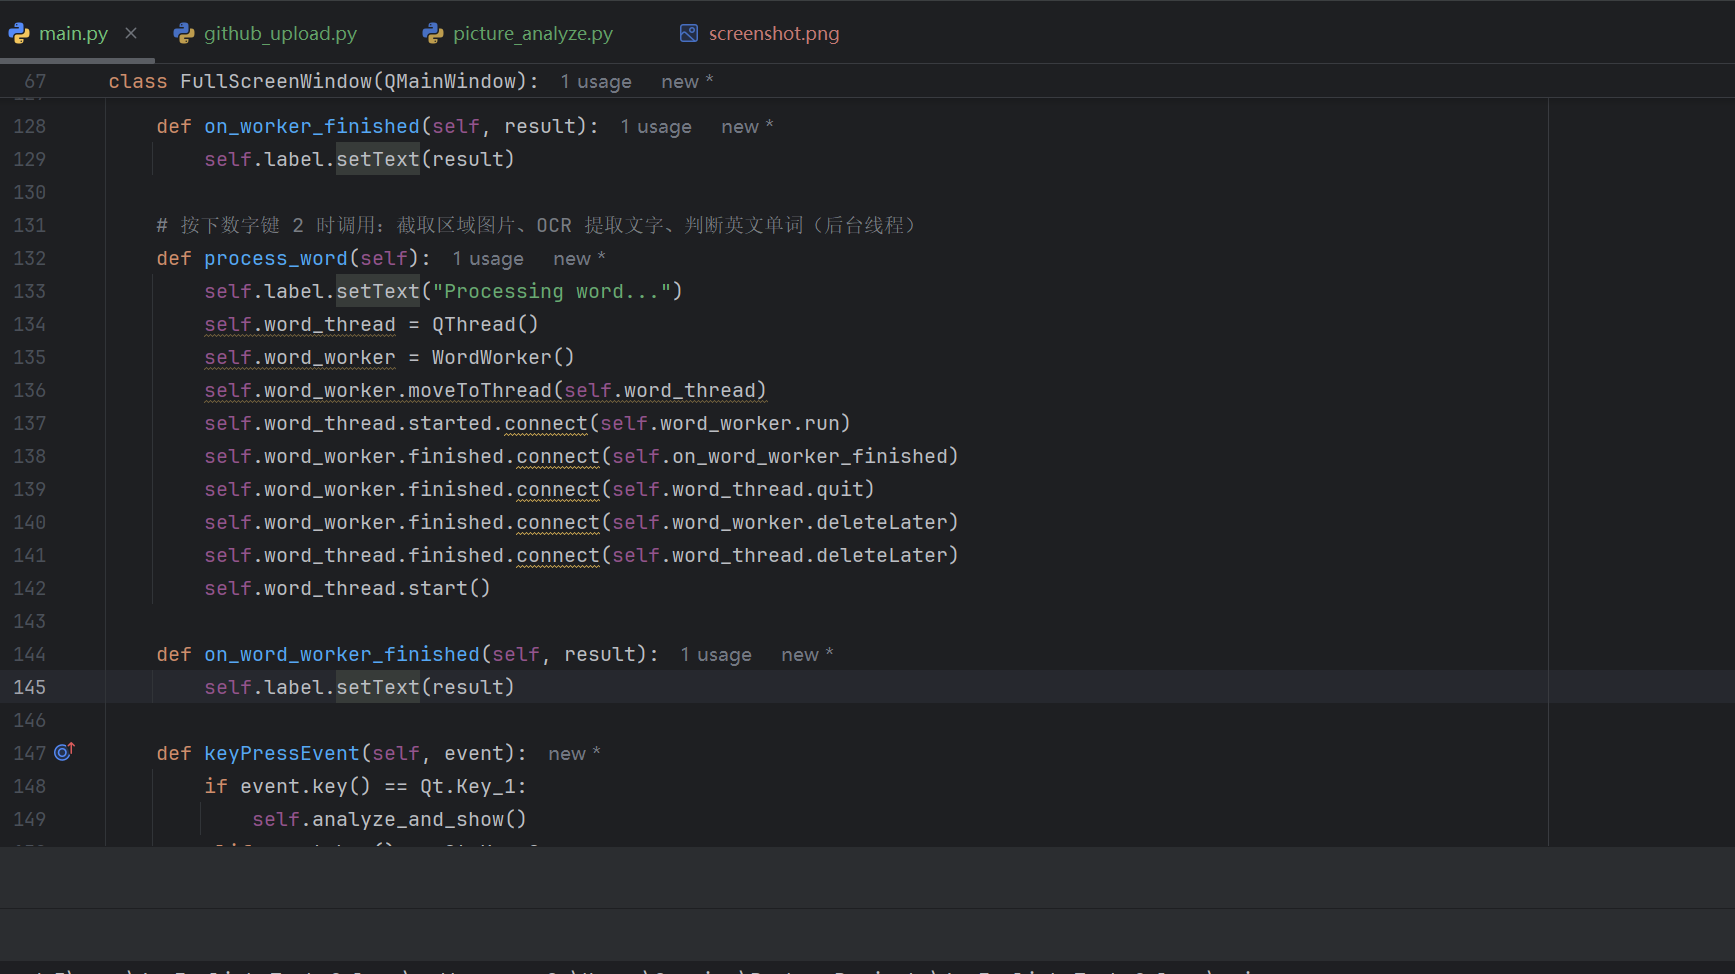 main.py github_upload.py picture_analyze.py screenshot.png
67 class FullScreenWindow(QMainWindow): 1 usage new *
128 def on_worker_finished(self, result): 1 usage new *
129 self.label.setText(result)
130
131 # 按下数字键 2 时调用：截取区域图片、OCR 提取文字、判断英文单词（后台线程）
132 def process_word(self): 1 usage new *
133 self.label.setText("Processing word...")
134 self.word_thread = QThread()
135 self.word_worker = WordWorker()
136 self.word_worker.moveToThread(self.word_thread)
137 self.word_thread.started.connect(self.word_worker.run)
138 self.word_worker.finished.connect(self.on_word_worker_finished)
139 self.word_worker.finished.connect(self.word_thread.quit)
140 self.word_worker.finished.connect(self.word_worker.deleteLater)
141 self.word_thread.finished.connect(self.word_thread.deleteLater)
142 self.word_thread.start()
143
144 def on_word_worker_finished(self, result): 1 usage new *
145 self.label.setText(result)
146
147 def keyPressEvent(self, event): new *
148 if event.key() == Qt.Key_1:
149 self.analyze_and_show()